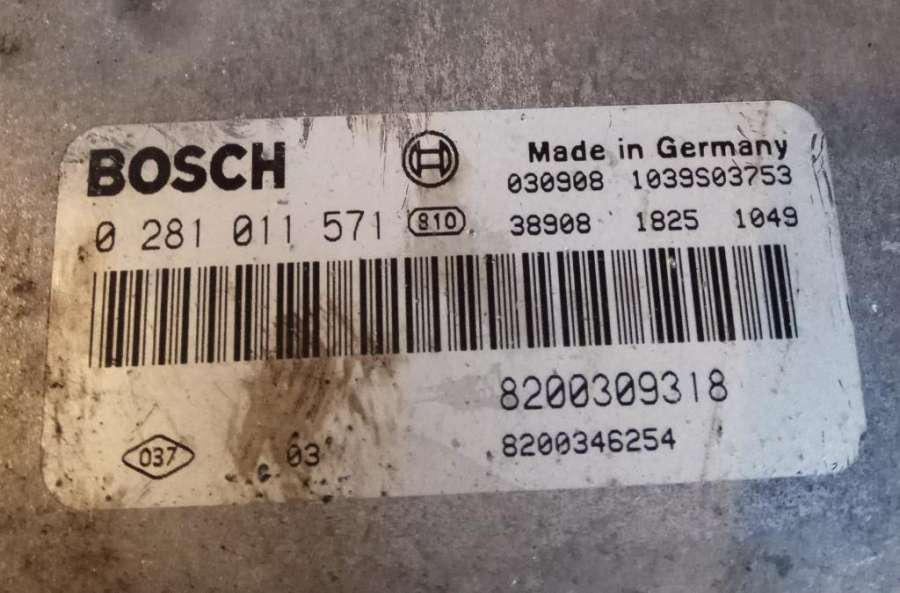 BOSCH
Made in Germany
030908 1039S03753
0 281 011 571 810 38908 1825 1049
8200309318
037 03 8200346254